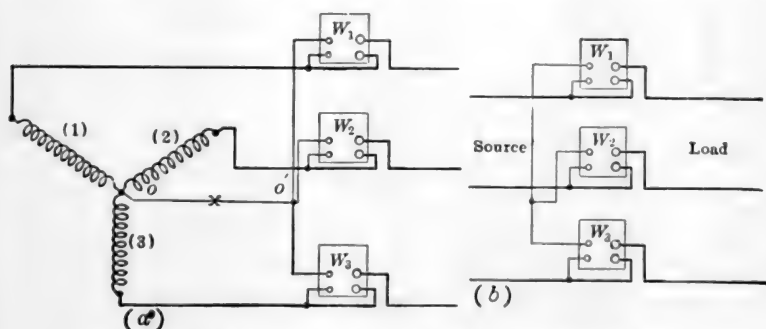 W₁
(1)
(2)
W₂
o
o′
×
(3)
W₃
(a)
W₁
Source
W₂
Load
W₃
(b)